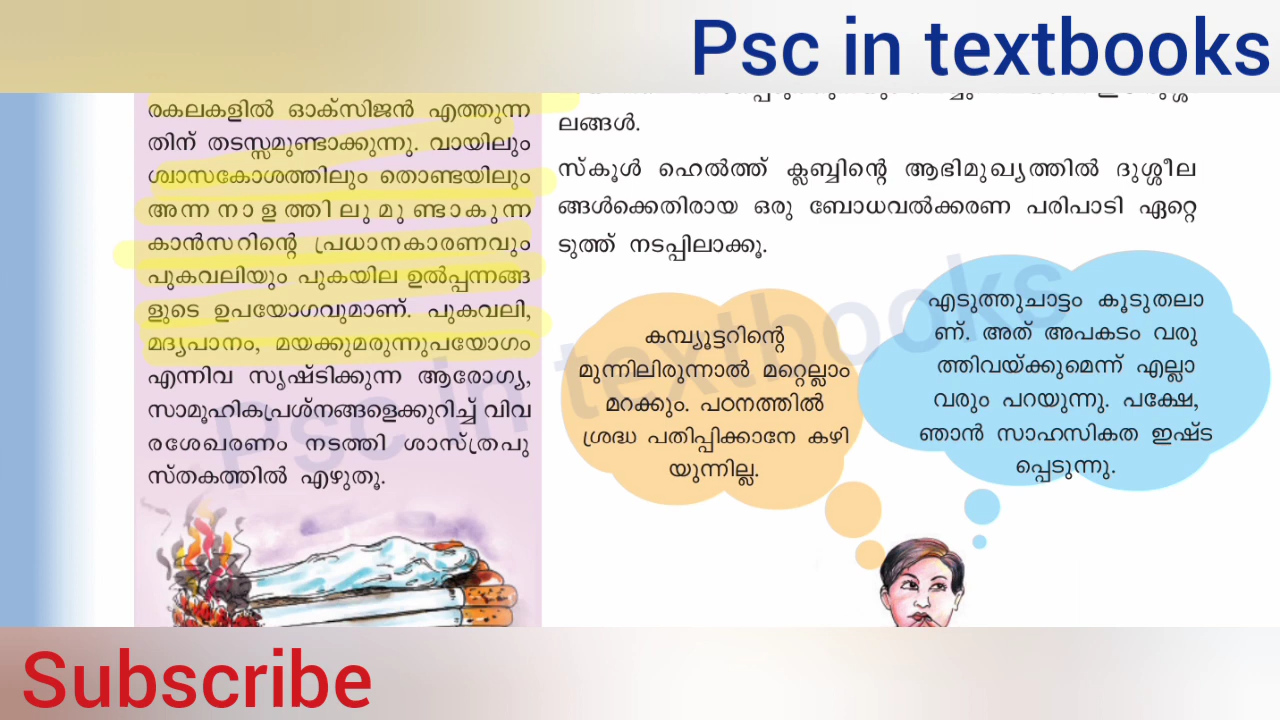 Psc in textbooks
രകലകളിൽ ഓക്സിജൻ എത്തുന്ന
തിന് തടസ്സമുണ്ടാക്കുന്നു. വായിലും
ശ്വാസകോശത്തിലും തൊണ്ടയിലും
അന്നനാളത്തിലുമുണ്ടാകുന്ന
കാൻസറിന്റെ പ്രധാനകാരണവും
പുകവലിയും പുകയില ഉൽപ്പന്നങ്ങ
ളുടെ ഉപയോഗവുമാണ്. പുകവലി,
മദ്യപാനം, മയക്കുമരുന്നുപയോഗം
എന്നിവ സൃഷ്ടിക്കുന്ന ആരോഗ്യ,
സാമൂഹികപ്രശ്നങ്ങളെക്കുറിച്ച് വിവ
രശേഖരണം നടത്തി ശാസ്ത്രപു
സ്തകത്തിൽ എഴുതൂ.
ലങ്ങൾ.
സ്കൂൾ ഹെൽത്ത് ക്ലബ്ബിന്റെ ആഭിമുഖ്യത്തിൽ ദുശ്ശീല
ങ്ങൾക്കെതിരായ ഒരു ബോധവൽക്കരണ പരിപാടി ഏറ്റെ
ടുത്ത് നടപ്പിലാക്കൂ.
കമ്പ്യൂട്ടറിന്റെ
മുന്നിലിരുന്നാൽ മറ്റെല്ലാം
മറക്കും. പഠനത്തിൽ
ശ്രദ്ധ പതിപ്പിക്കാനേ കഴി
യുന്നില്ല.
എടുത്തുചാട്ടം കൂടുതലാ
ണ്. അത് അപകടം വരു
ത്തിവയ്ക്കുമെന്ന് എല്ലാ
വരും പറയുന്നു. പക്ഷേ,
ഞാൻ സാഹസികത ഇഷ്ട
പ്പെടുന്നു.
Psc in textbooks
Subscribe